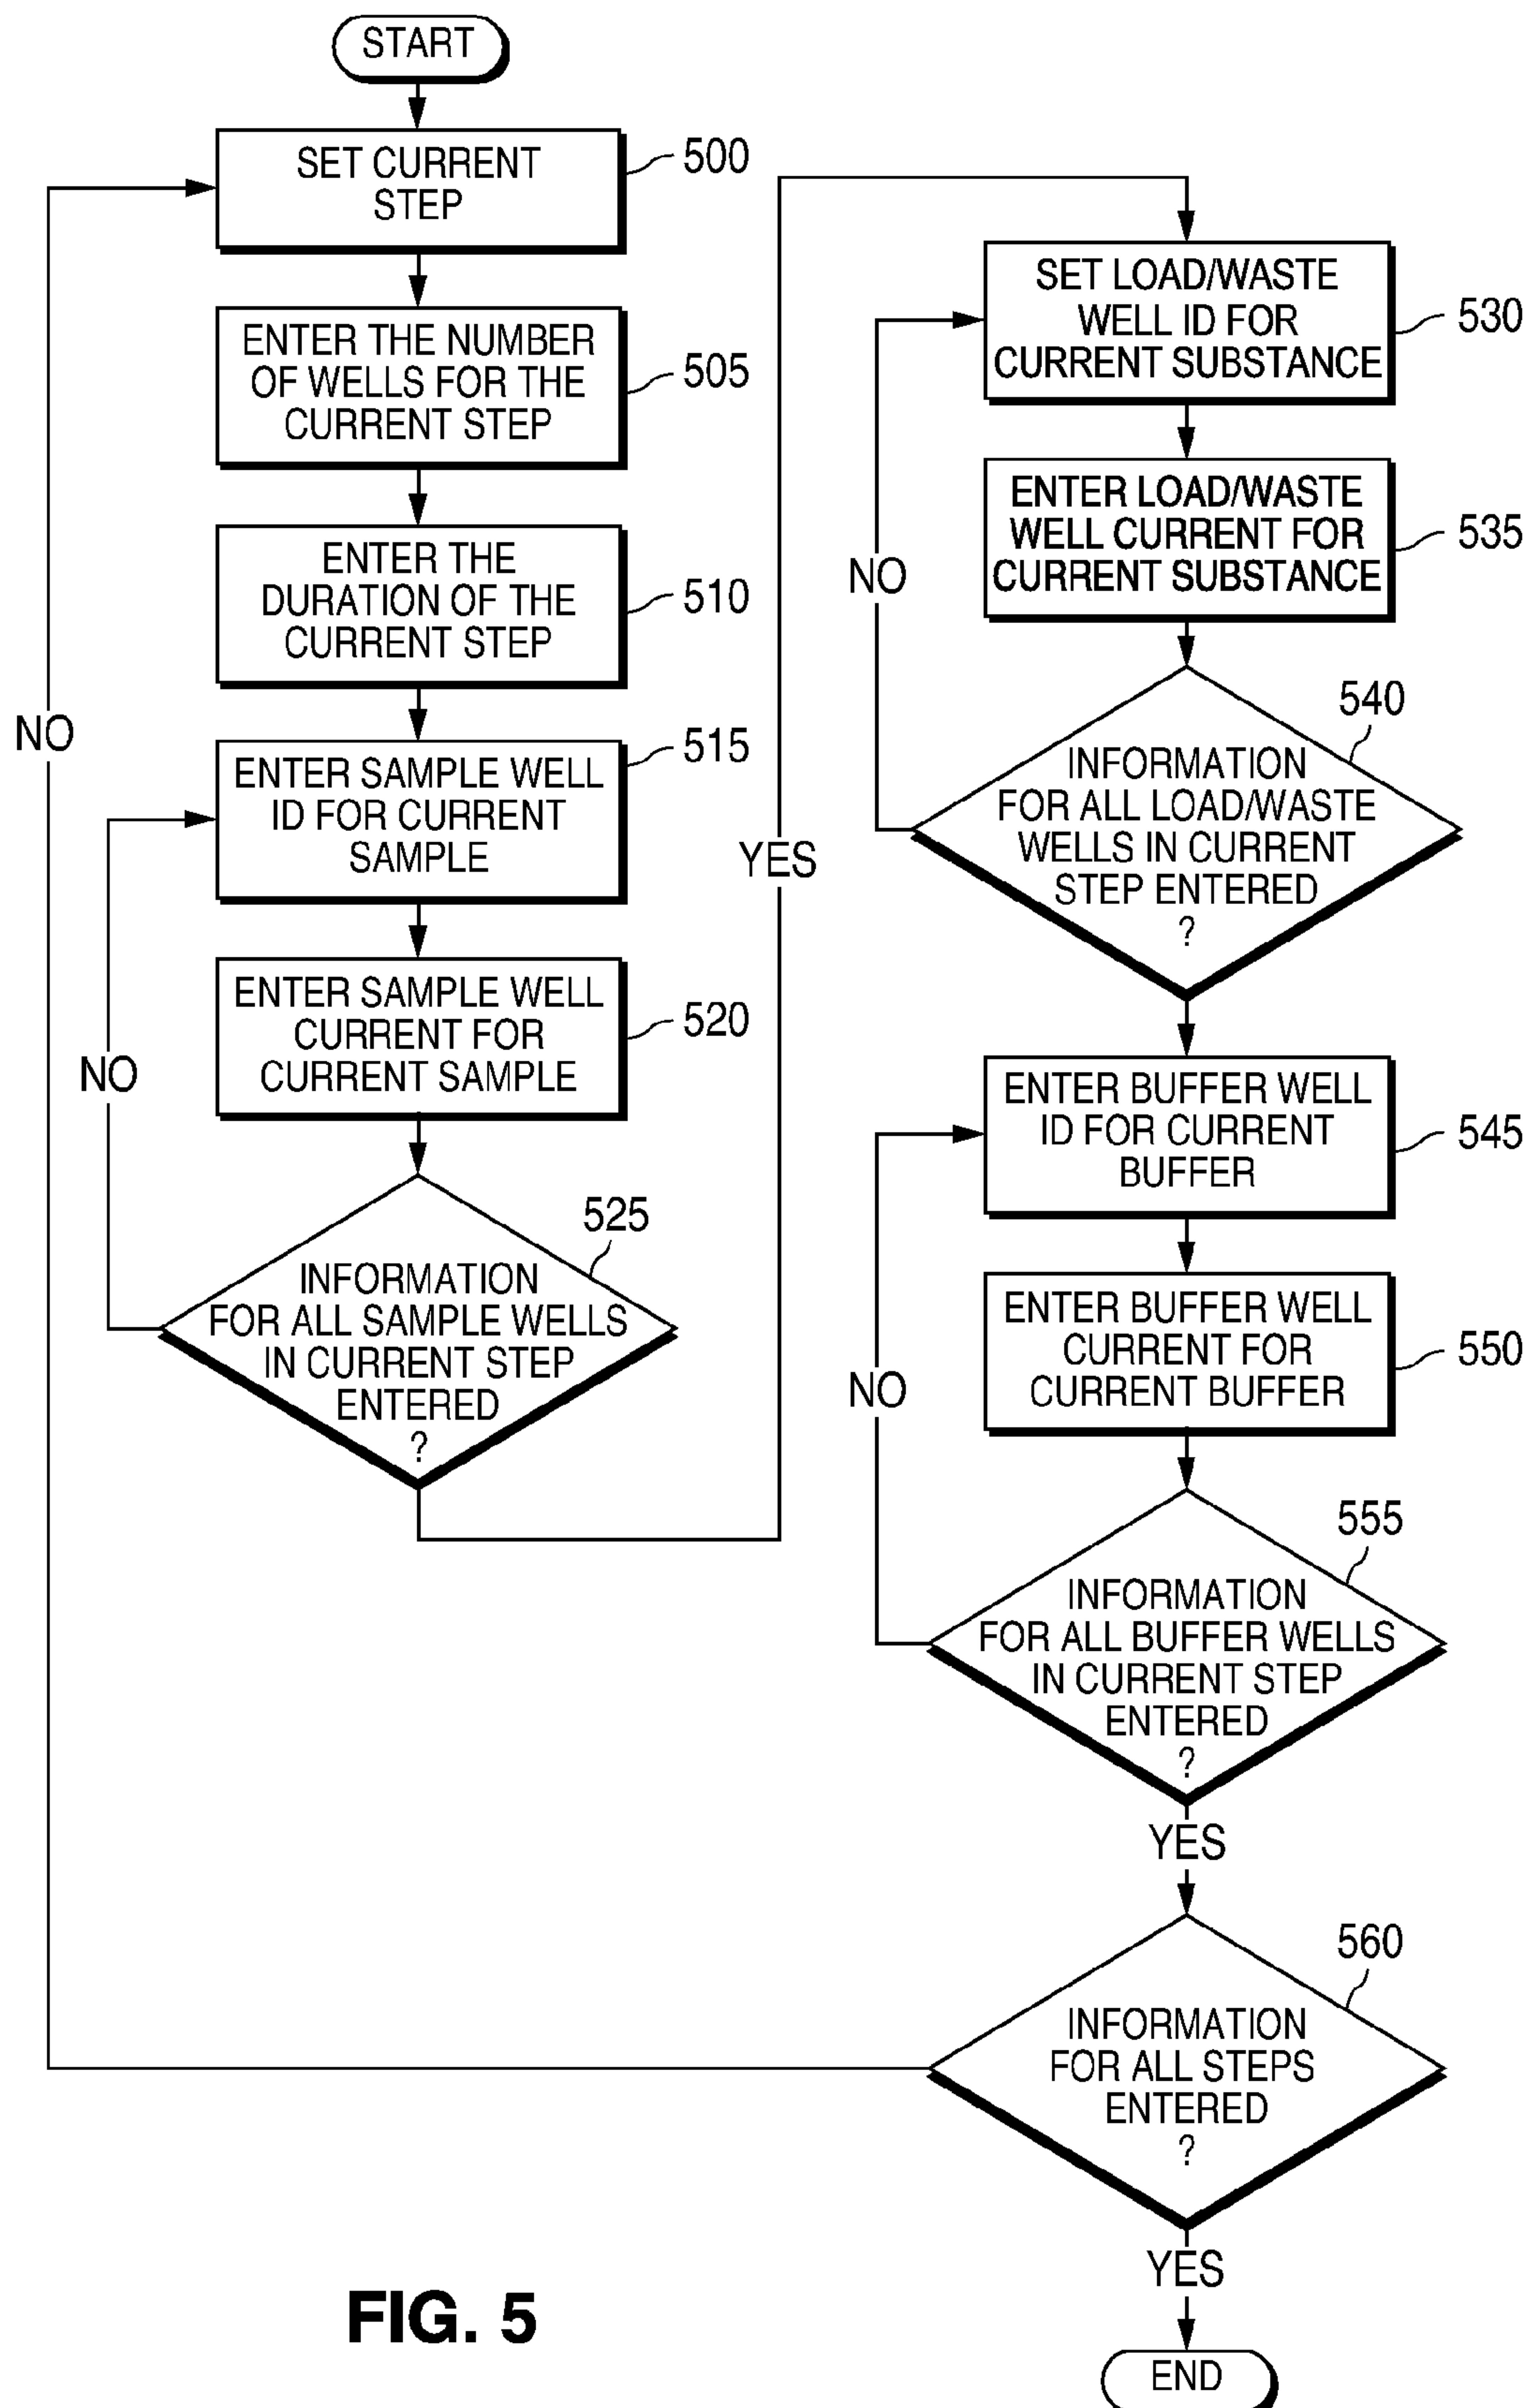 START
SET CURRENT
STEP
500
ENTER THE NUMBER
OF WELLS FOR THE
CURRENT STEP
505
ENTER THE
DURATION OF THE
CURRENT STEP
510
ENTER SAMPLE WELL
ID FOR CURRENT
SAMPLE
515
ENTER SAMPLE WELL
CURRENT FOR
CURRENT SAMPLE
520
INFORMATION
FOR ALL SAMPLE WELLS
IN CURRENT STEP
ENTERED
?
525
NO
NO
YES
SET LOAD/WASTE
WELL ID FOR
CURRENT SUBSTANCE
530
ENTER LOAD/WASTE
WELL CURRENT FOR
CURRENT SUBSTANCE
535
NO
INFORMATION
FOR ALL LOAD/WASTE
WELLS IN CURRENT
STEP ENTERED
?
540
ENTER BUFFER WELL
ID FOR CURRENT
BUFFER
545
ENTER BUFFER WELL
CURRENT FOR
CURRENT BUFFER
550
NO
INFORMATION
FOR ALL BUFFER WELLS
IN CURRENT STEP
ENTERED
?
555
YES
INFORMATION
FOR ALL STEPS
ENTERED
?
560
YES
END
FIG. 5